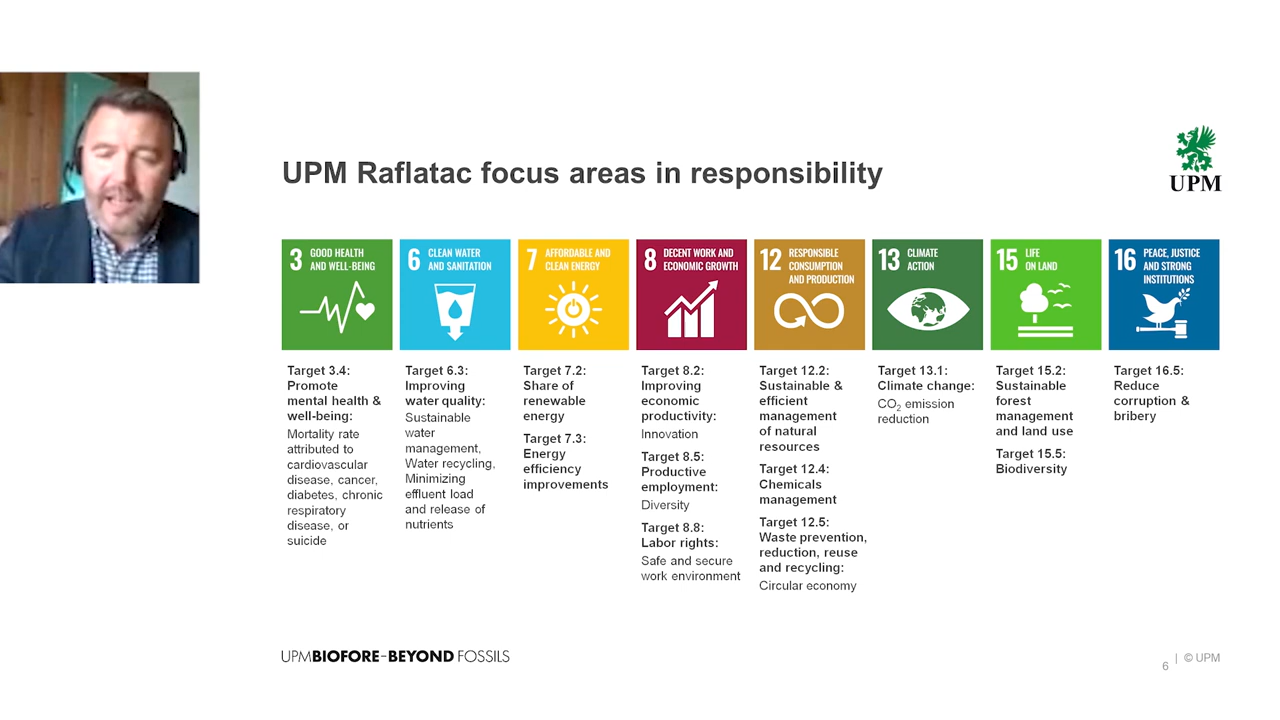 UPM Raflatac focus areas in responsibility
UPM
3 GOOD HEALTH
AND WELL-BEING
6 CLEAN WATER
AND SANITATION
7 AFFORDABLE AND
CLEAN ENERGY
8 DECENT WORK AND
ECONOMIC GROWTH
12 RESPONSIBLE
CONSUMPTION
AND PRODUCTION
13 CLIMATE
ACTION
15 LIFE
ON LAND
16 PEACE, JUSTICE
AND STRONG
INSTITUTIONS
Target 3.4:
Promote
mental health &
well-being:
Mortality rate
attributed to
cardiovascular
disease, cancer,
diabetes, chronic
respiratory
disease, or
suicide
Target 6.3:
Improving
water quality:
Sustainable
water
management,
Water recycling,
Minimizing
effluent load
and release of
nutrients
Target 7.2:
Share of
renewable
energy
Target 7.3:
Energy
efficiency
improvements
Target 8.2:
Improving
economic
productivity:
Innovation
Target 8.5:
Productive
employment:
Diversity
Target 8.8:
Labor rights:
Safe and secure
work environment
Target 12.2:
Sustainable &
efficient
management
of natural
resources
Target 12.4:
Chemicals
management
Target 12.5:
Waste prevention,
reduction, reuse
and recycling:
Circular economy
Target 13.1:
Climate change:
CO2 emission
reduction
Target 15.2:
Sustainable
forest
management
and land use
Target 15.5:
Biodiversity
Target 16.5:
Reduce
corruption &
bribery
UPM BIOFORE–BEYOND FOSSILS
6 | © UPM